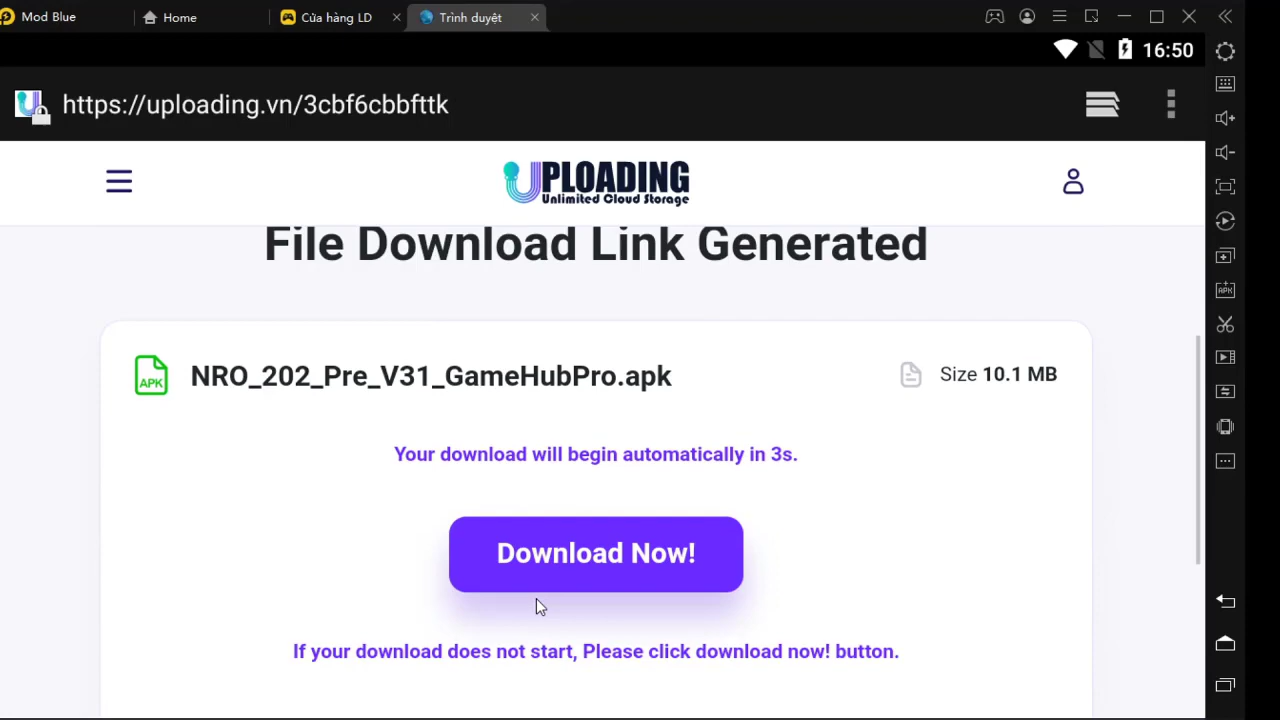 Mod Blue
Home
Cửa hàng LD
Trình duyệt
16:50
https://uploading.vn/3cbf6cbbfttk
UPLOADING
Unlimited Cloud Storage
File Download Link Generated
APK
NRO_202_Pre_V31_GameHubPro.apk
Size 10.1 MB
Your download will begin automatically in 3s.
Download Now!
If your download does not start, Please click download now! button.
APK